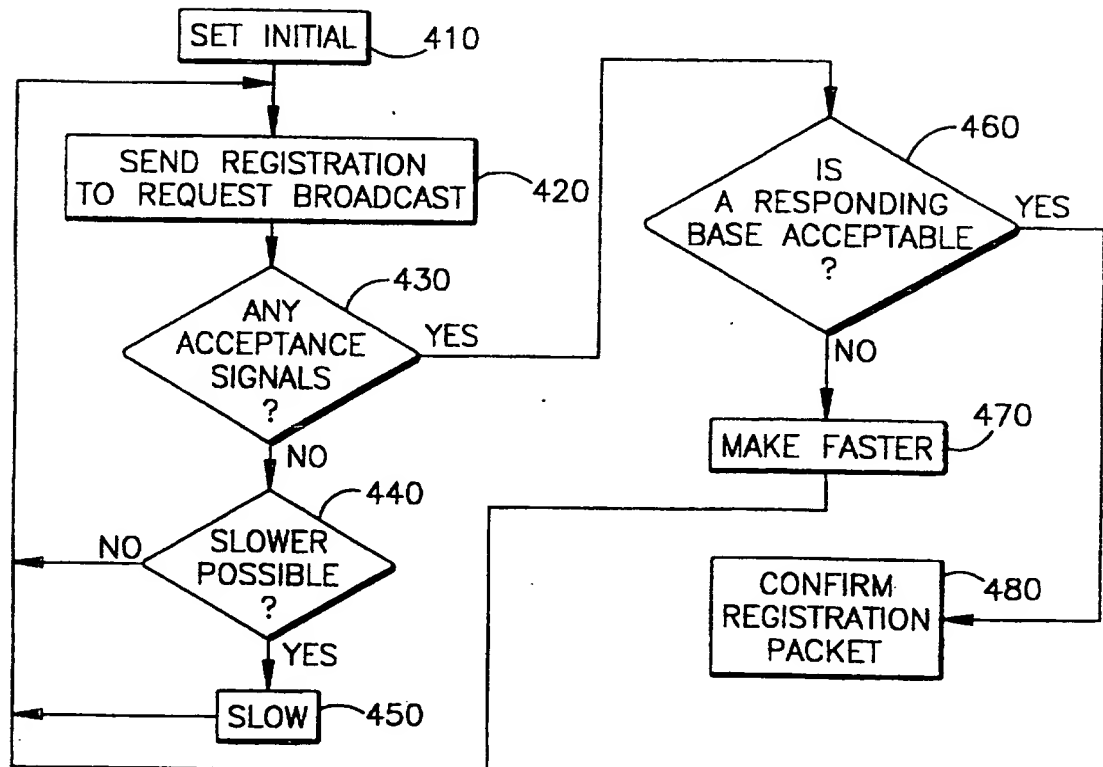 SET INITIAL
410
SEND REGISTRATION
TO REQUEST BROADCAST
420
ANY
ACCEPTANCE
SIGNALS
?
430
YES
NO
SLOWER
POSSIBLE
?
440
NO
YES
SLOW
450
IS
A RESPONDING
BASE ACCEPTABLE
?
460
YES
NO
MAKE FASTER
470
CONFIRM
REGISTRATION
PACKET
480